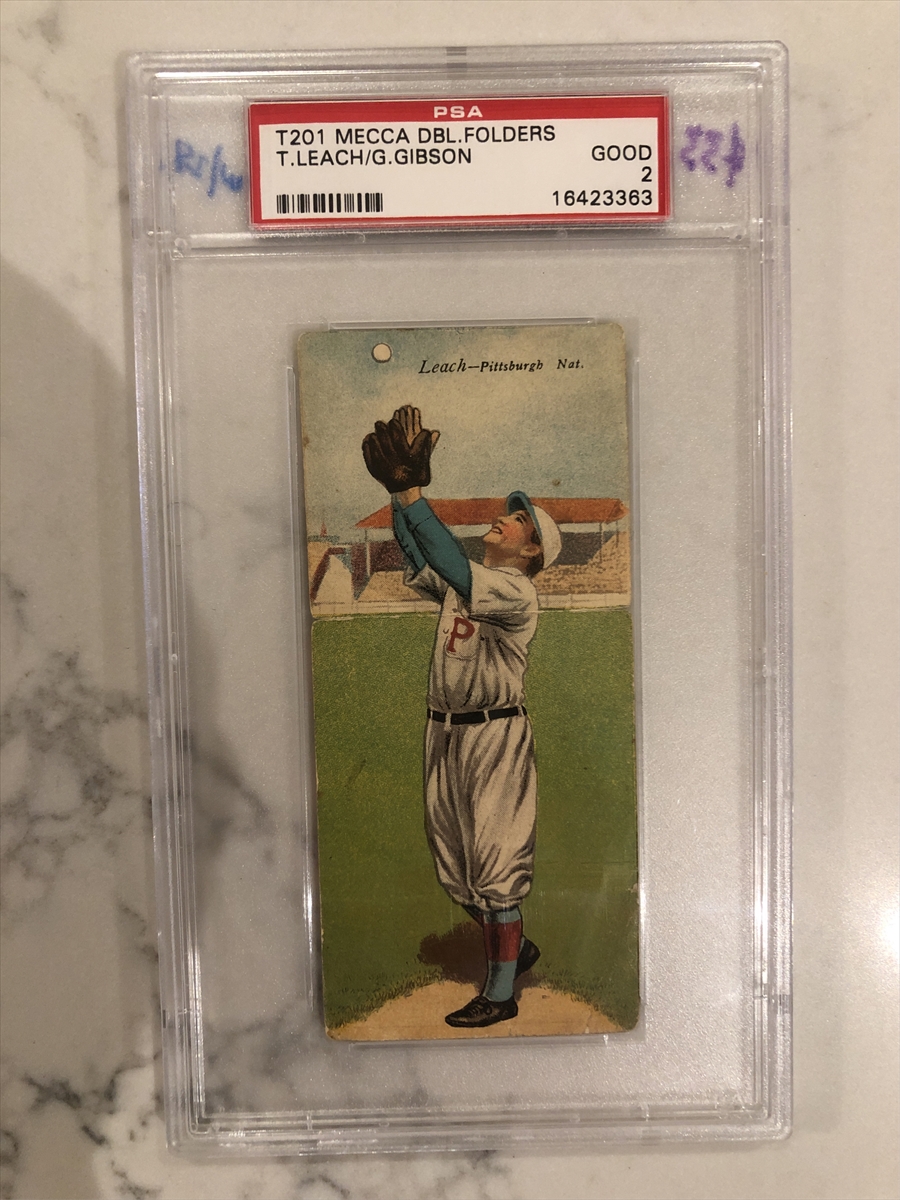 PSA
T201 MECCA DBL.FOLDERS
T.LEACH/G.GIBSON GOOD
2
16423363
Leach—Pittsburgh Nat.
P